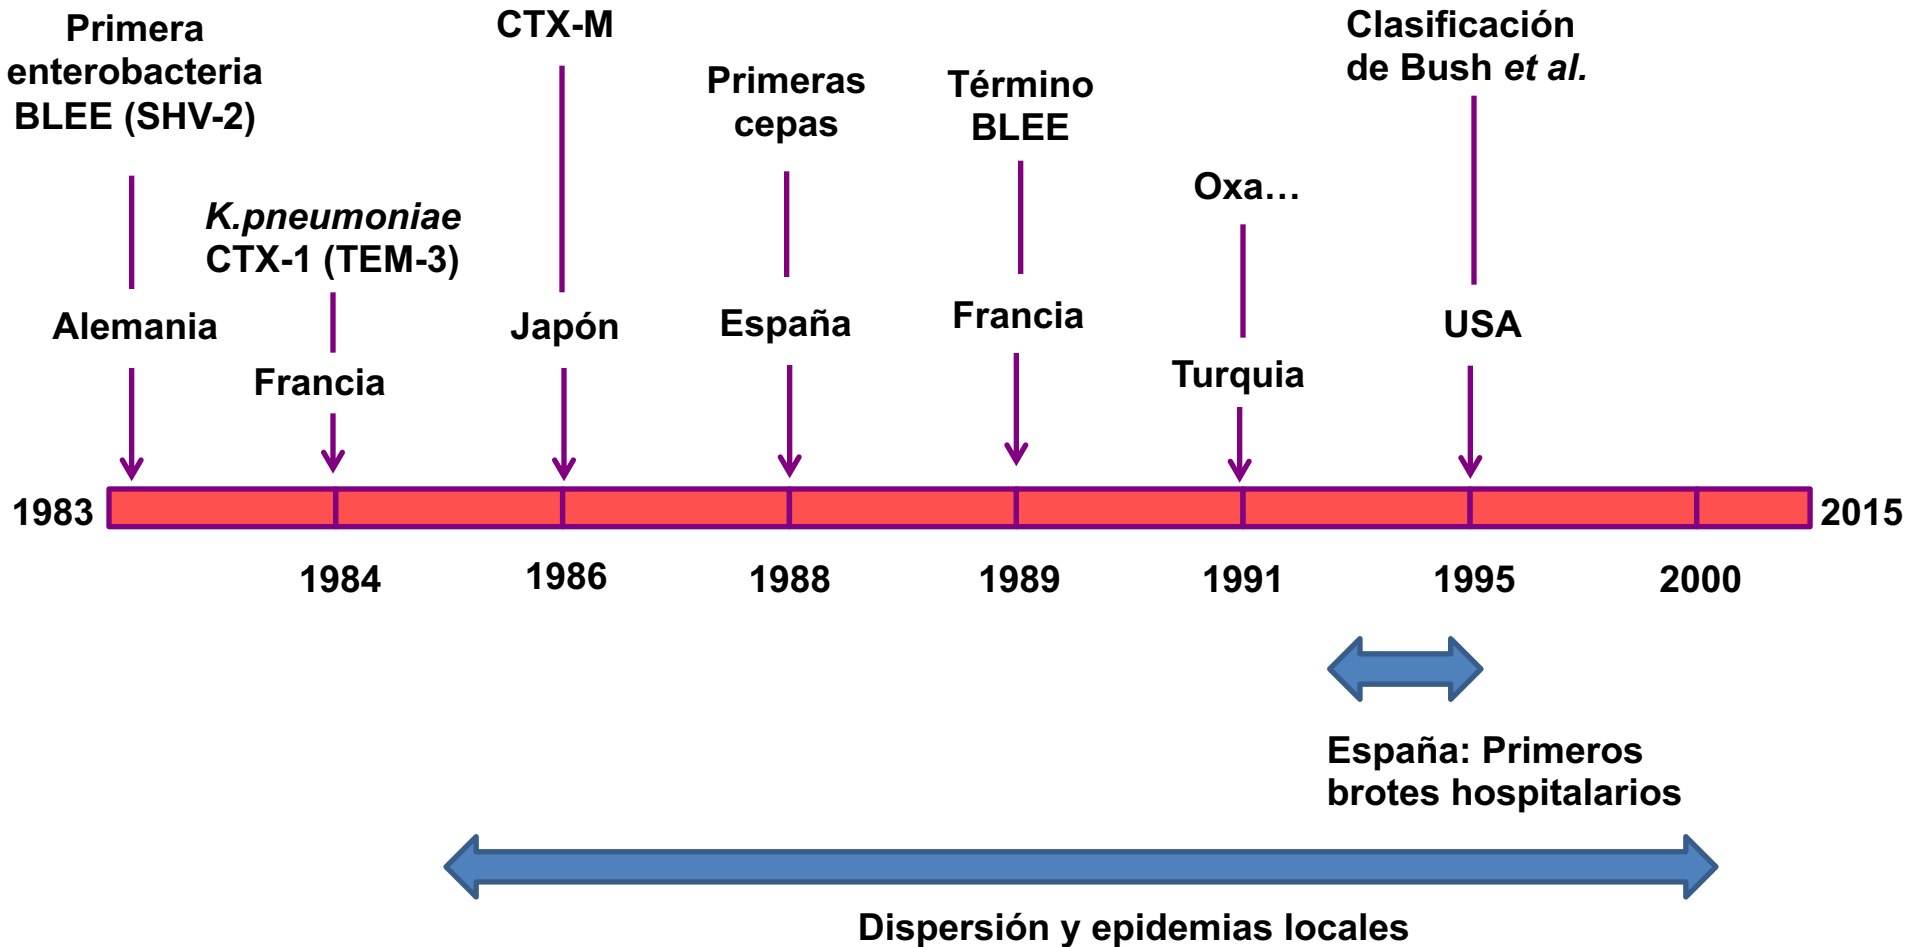 Primera
enterobacteria
BLEE (SHV-2)
Alemania
K.pneumoniae
CTX-1 (TEM-3)
Francia
CTX-M
Japón
Primeras
cepas
España
Término
BLEE
Francia
Oxa…
Turquia
Clasificación
de Bush et al.
USA
1983
2015
1984
1986
1988
1989
1991
1995
2000
España: Primeros
brotes hospitalarios
Dispersión y epidemias locales